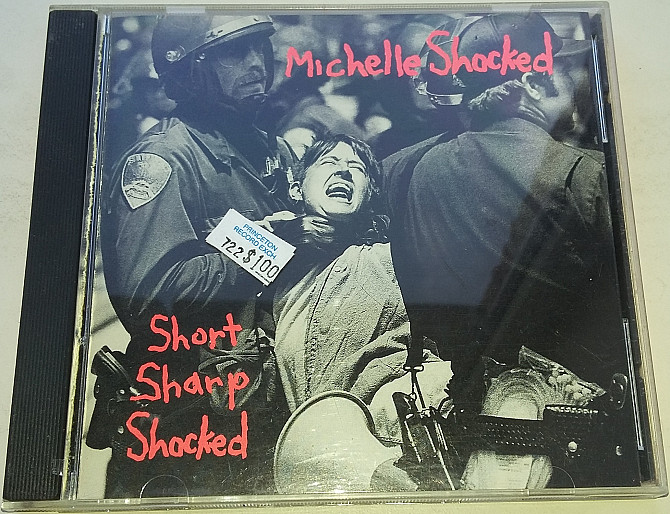 Michelle Shocked
PRINCETON
RECORD EXCH.
722$1.00
Short
Sharp
Shocked